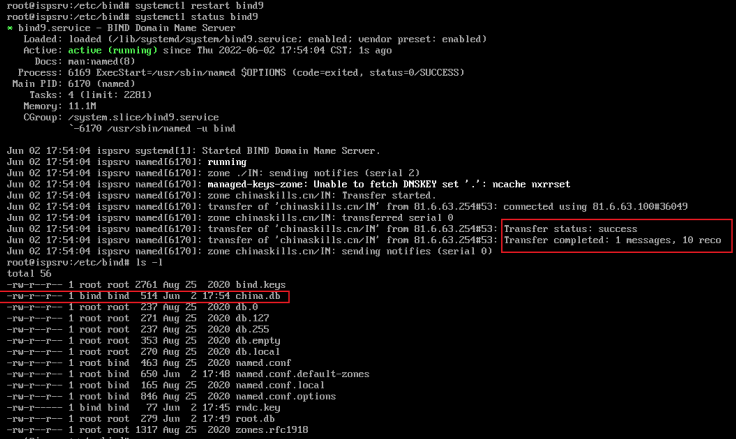 root@ispsrv:/etc/bind# systemctl restart bind9
root@ispsrv:/etc/bind# systemctl status bind9
* bind9.service - BIND Domain Name Server
Loaded: loaded (/lib/systemd/system/bind9.service; enabled; vendor preset: enabled)
Active: active (running) since Thu 2022-06-02 17:54:04 CST; 1s ago
Docs: man:named(8)
Process: 6169 ExecStart=/usr/sbin/named $OPTIONS (code=exited, status=0/SUCCESS)
Main PID: 6170 (named)
Tasks: 4 (limit: 2281)
Memory: 11.1M
CGroup: /system.slice/bind9.service
`-6170 /usr/sbin/named -u bind
Jun 02 17:54:04 ispsrv systemd[1]: Started BIND Domain Name Server.
Jun 02 17:54:04 ispsrv named[6170]: running
Jun 02 17:54:04 ispsrv named[6170]: zone ./IN: sending notifies (serial 2)
Jun 02 17:54:04 ispsrv named[6170]: managed-keys-zone: Unable to fetch DNSKEY set '.': ncache nxrrset
Jun 02 17:54:04 ispsrv named[6170]: zone chinaskills.cn/IN: Transfer started.
Jun 02 17:54:04 ispsrv named[6170]: transfer of 'chinaskills.cn/IN' from 81.6.63.254#53: connected using 81.6.63.100#36049
Jun 02 17:54:04 ispsrv named[6170]: zone chinaskills.cn/IN: transferred serial 0
Jun 02 17:54:04 ispsrv named[6170]: transfer of 'chinaskills.cn/IN' from 81.6.63.254#53: Transfer status: success
Jun 02 17:54:04 ispsrv named[6170]: transfer of 'chinaskills.cn/IN' from 81.6.63.254#53: Transfer completed: 1 messages, 10 reco
Jun 02 17:54:04 ispsrv named[6170]: zone chinaskills.cn/IN: sending notifies (serial 0)
root@ispsrv:/etc/bind# ls -l
total 56
-rw-r--r-- 1 root root 2761 Aug 25 2020 bind.keys
-rw-r--r-- 1 bind bind 514 Jun 2 17:54 china.db
-rw-r--r-- 1 root root 237 Aug 25 2020 db.0
-rw-r--r-- 1 root root 271 Aug 25 2020 db.127
-rw-r--r-- 1 root root 237 Aug 25 2020 db.255
-rw-r--r-- 1 root root 353 Aug 25 2020 db.empty
-rw-r--r-- 1 root root 270 Aug 25 2020 db.local
-rw-r--r-- 1 root bind 463 Aug 25 2020 named.conf
-rw-r--r-- 1 root bind 650 Jun 2 17:48 named.conf.default-zones
-rw-r--r-- 1 root bind 165 Aug 25 2020 named.conf.local
-rw-r--r-- 1 root bind 846 Aug 25 2020 named.conf.options
-rw-r----- 1 bind bind 77 Jun 2 17:45 rndc.key
-rw-r--r-- 1 root root 279 Jun 2 17:49 root.db
-rw-r--r-- 1 root root 1317 Aug 25 2020 zones.rfc1918